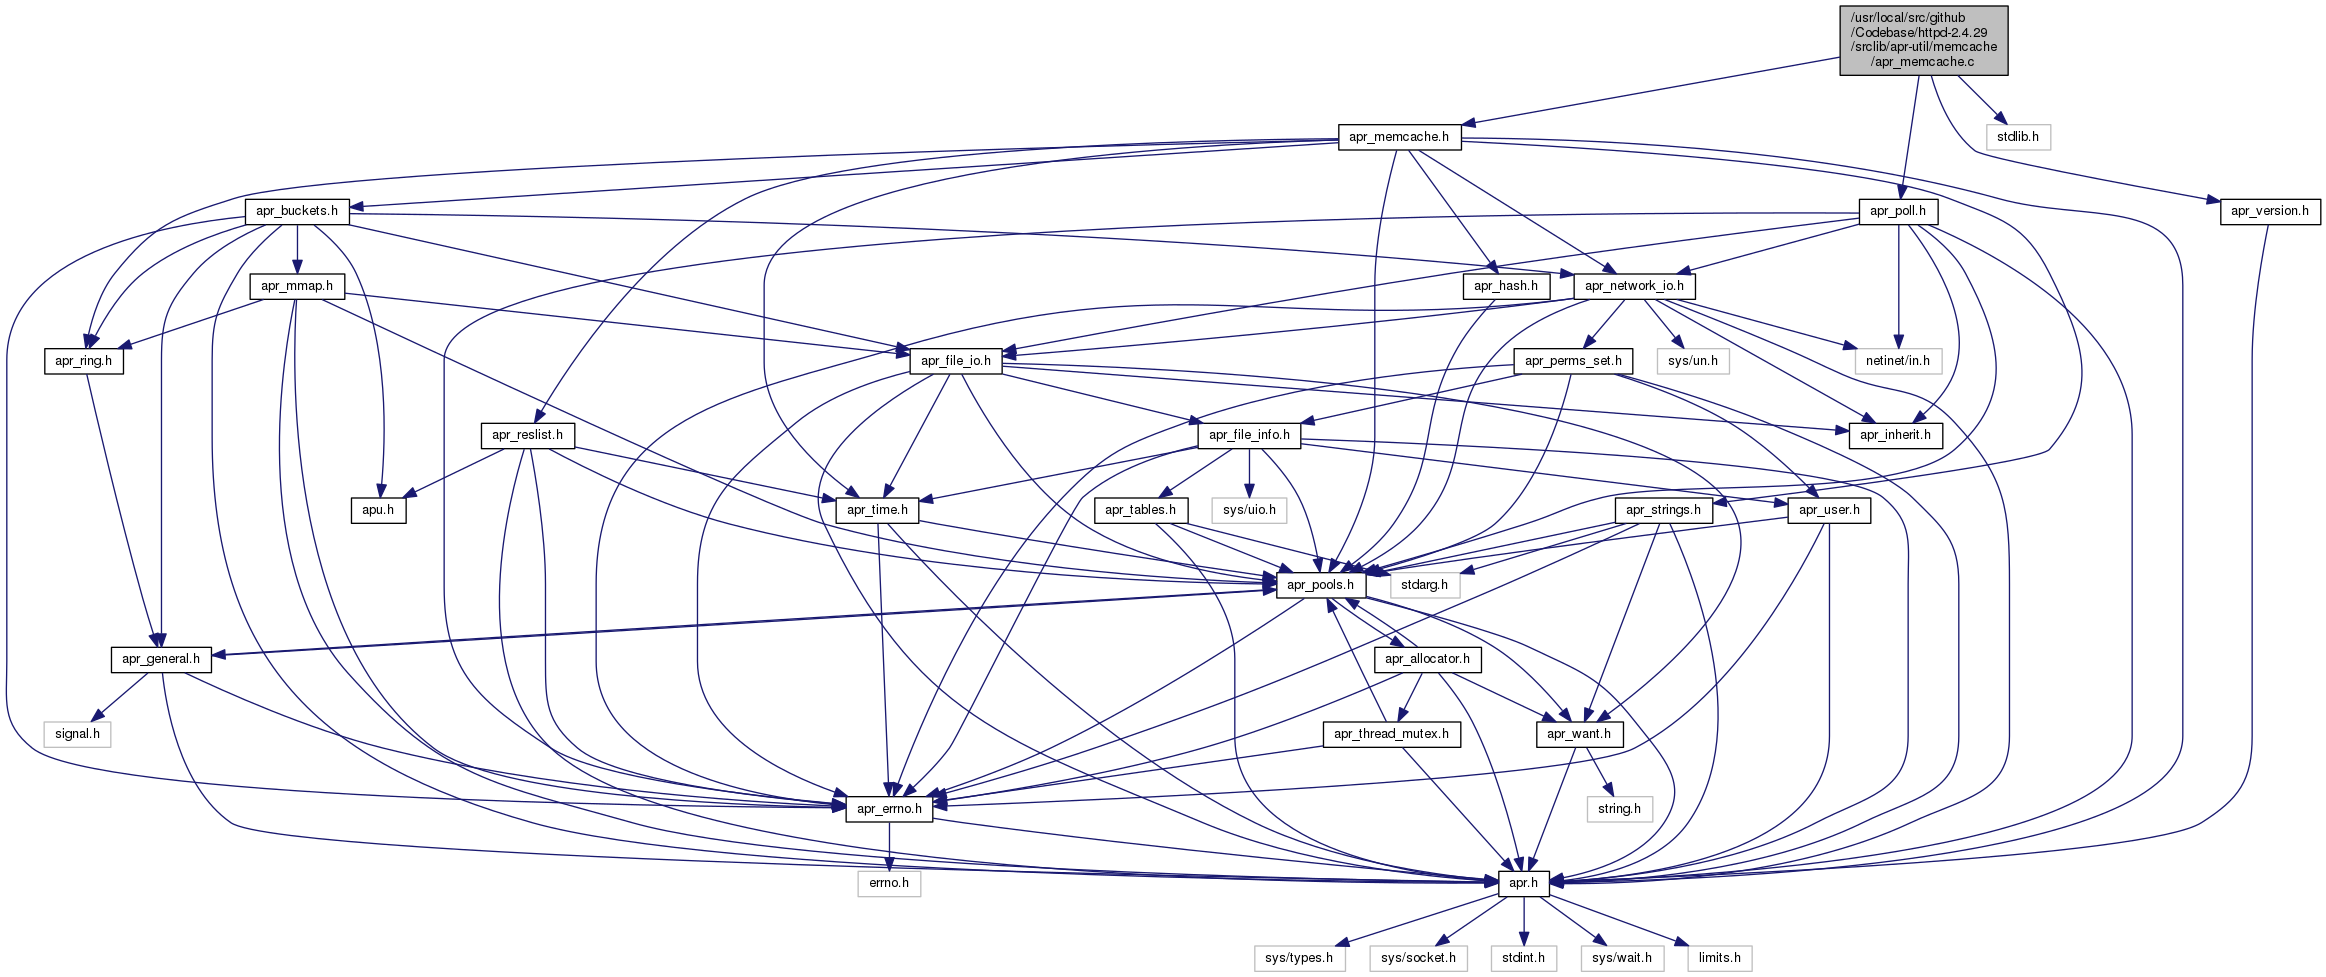 /usr/local/src/github
/Codebase/httpd-2.4.29
/srclib/apr-util/memcache
/apr_memcache.c
apr_memcache.h
stdlib.h
apr_buckets.h
apr_poll.h
apr_version.h
apr_mmap.h
apr_hash.h
apr_network_io.h
apr_ring.h
apr_file_io.h
apr_perms_set.h
sys/un.h
netinet/in.h
apr_reslist.h
apr_file_info.h
apr_inherit.h
apu.h
apr_time.h
apr_tables.h
sys/uio.h
apr_strings.h
apr_user.h
apr_pools.h
stdarg.h
apr_general.h
apr_allocator.h
signal.h
apr_thread_mutex.h
apr_want.h
apr_errno.h
string.h
errno.h
apr.h
sys/types.h
sys/socket.h
stdint.h
sys/wait.h
limits.h